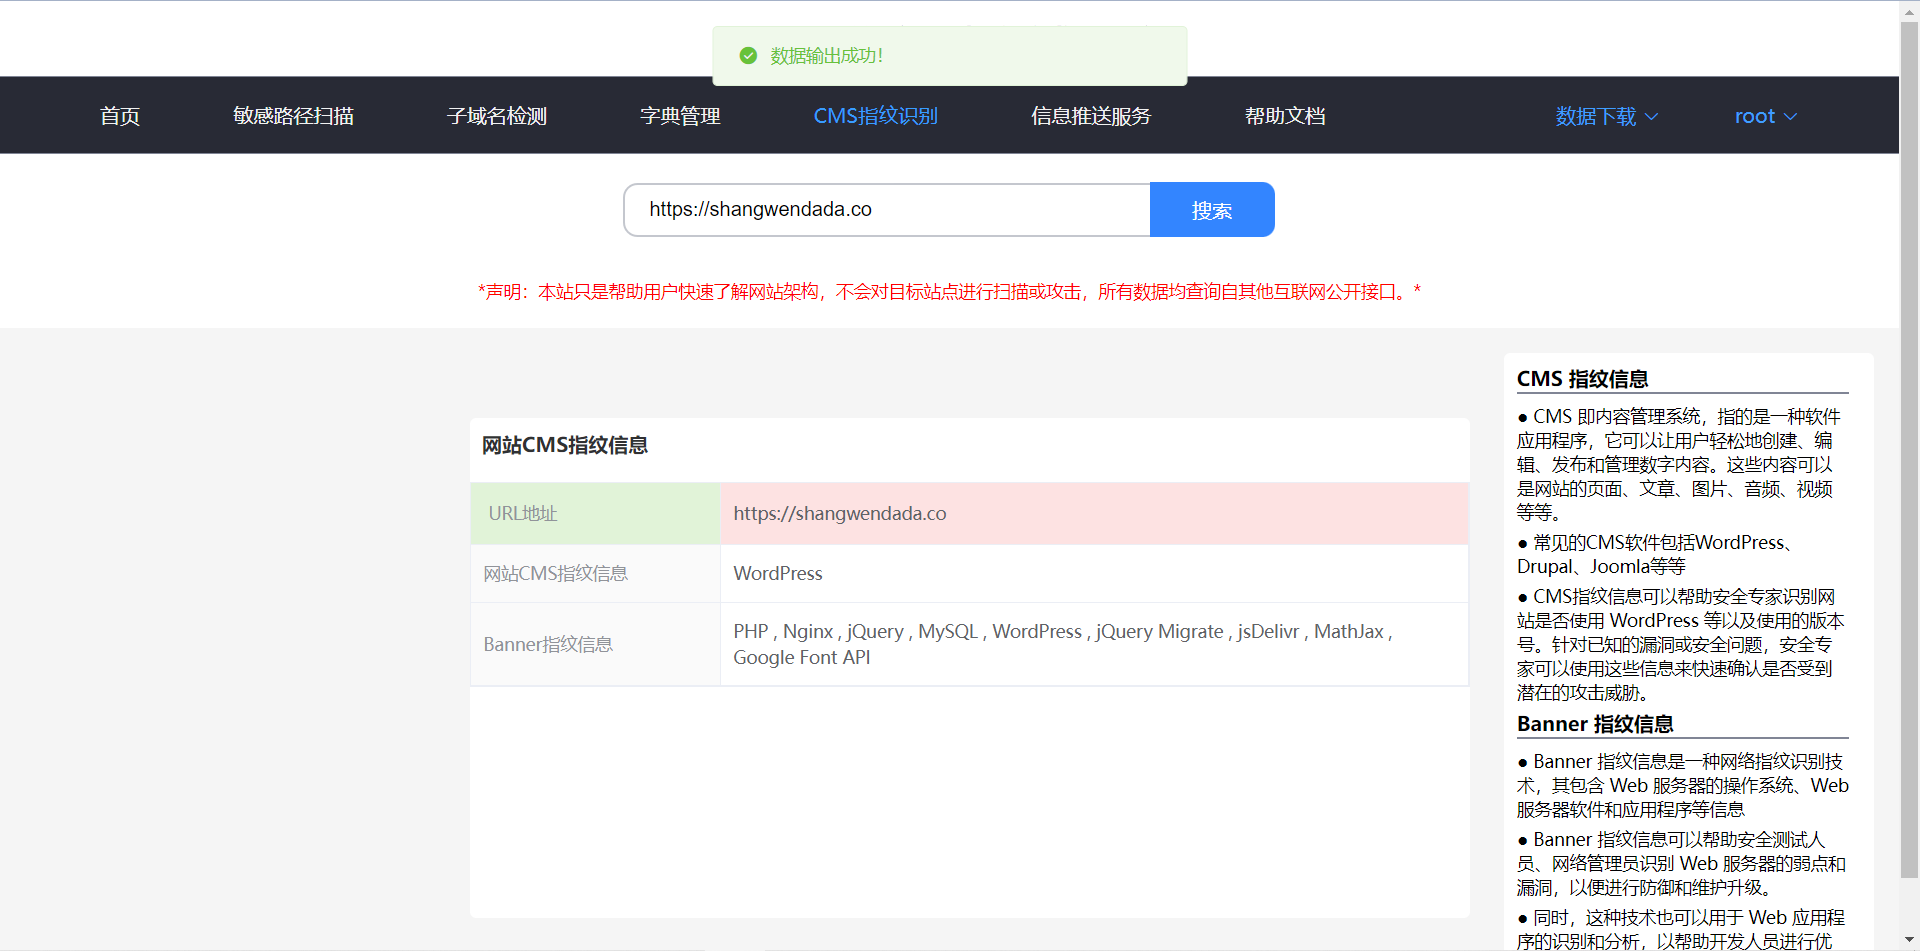 数据输出成功！
首页 敏感路径扫描 子域名检测 字典管理 CMS指纹识别 信息推送服务 帮助文档 数据下载 root
https://shangwendada.co 搜索
*声明：本站只是帮助用户快速了解网站架构，不会对目标站点进行扫描或攻击，所有数据均查询自其他互联网公开接口。*
网站CMS指纹信息
URL地址 https://shangwendada.co
网站CMS指纹信息 WordPress
Banner指纹信息 PHP , Nginx , jQuery , MySQL , WordPress , jQuery Migrate , jsDelivr , MathJax ,
Google Font API
CMS 指纹信息
● CMS 即内容管理系统，指的是一种软件
应用程序，它可以让用户轻松地创建、编
辑、发布和管理数字内容。这些内容可以
是网站的页面、文章、图片、音频、视频
等等。
● 常见的CMS软件包括WordPress、
Drupal、Joomla等等
● CMS指纹信息可以帮助安全专家识别网
站是否使用 WordPress 等以及使用的版本
号。针对已知的漏洞或安全问题，安全专
家可以使用这些信息来快速确认是否受到
潜在的攻击威胁。
Banner 指纹信息
● Banner 指纹信息是一种网络指纹识别技
术，其包含 Web 服务器的操作系统、Web
服务器软件和应用程序等信息
● Banner 指纹信息可以帮助安全测试人
员、网络管理员识别 Web 服务器的弱点和
漏洞，以便进行防御和维护升级。
● 同时，这种技术也可以用于 Web 应用程
序的识别和分析，以帮助开发人员进行优